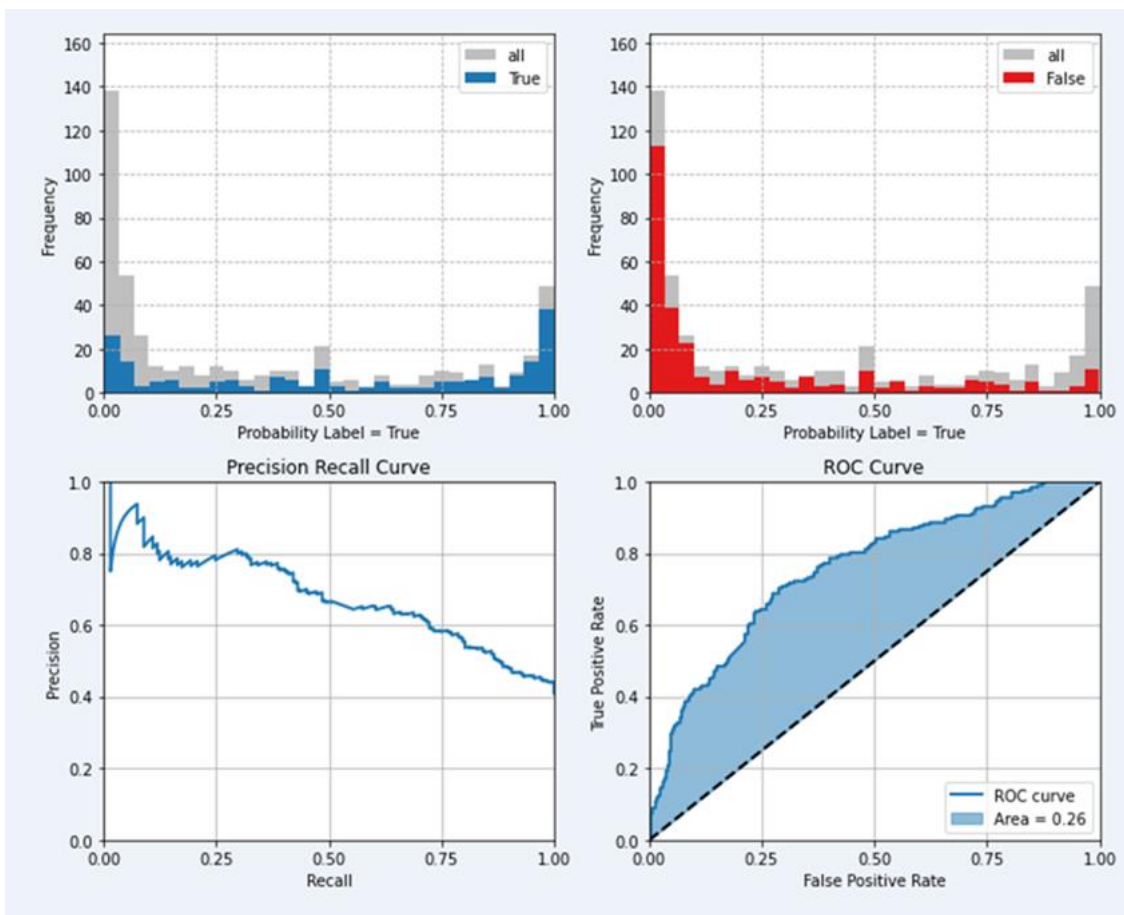 160
140
120
100
80
60
40
20
0
Frequency
all
True
0.00 0.25 0.50 0.75 1.00
Probability Label = True
160
140
120
100
80
60
40
20
0
Frequency
all
False
0.00 0.25 0.50 0.75 1.00
Probability Label = True
Precision Recall Curve
1.0
0.8
0.6
0.4
0.2
0.0
Precision
0.00 0.25 0.50 0.75 1.00
Recall
ROC Curve
1.0
0.8
0.6
0.4
0.2
0.0
True Positive Rate
ROC curve
Area = 0.26
0.00 0.25 0.50 0.75 1.00
False Positive Rate